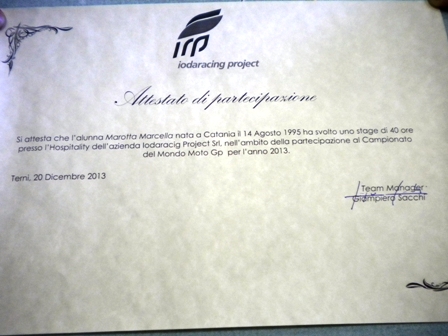 irp
iodaracing project
Attestato di partecipazione
Si attesta che l'alunna Marotta Marcella nata a Catania il 14 Agosto 1995 ha svolto uno stage di 40 ore
presso l'Hospitality dell'azienda Iodaracig Project Srl, nell'ambito della partecipazione al Campionato
del Mondo Moto Gp per l'anno 2013.
Terni, 20 Dicembre 2013
Team Manager
Giampiero Sacchi